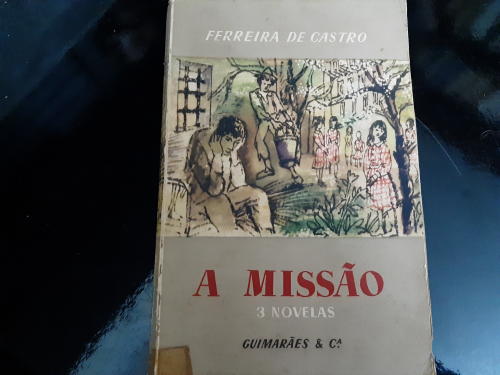 FERREIRA DE CASTRO
A MISSÃO
3 NOVELAS
GUIMARÃES & Cᴬ